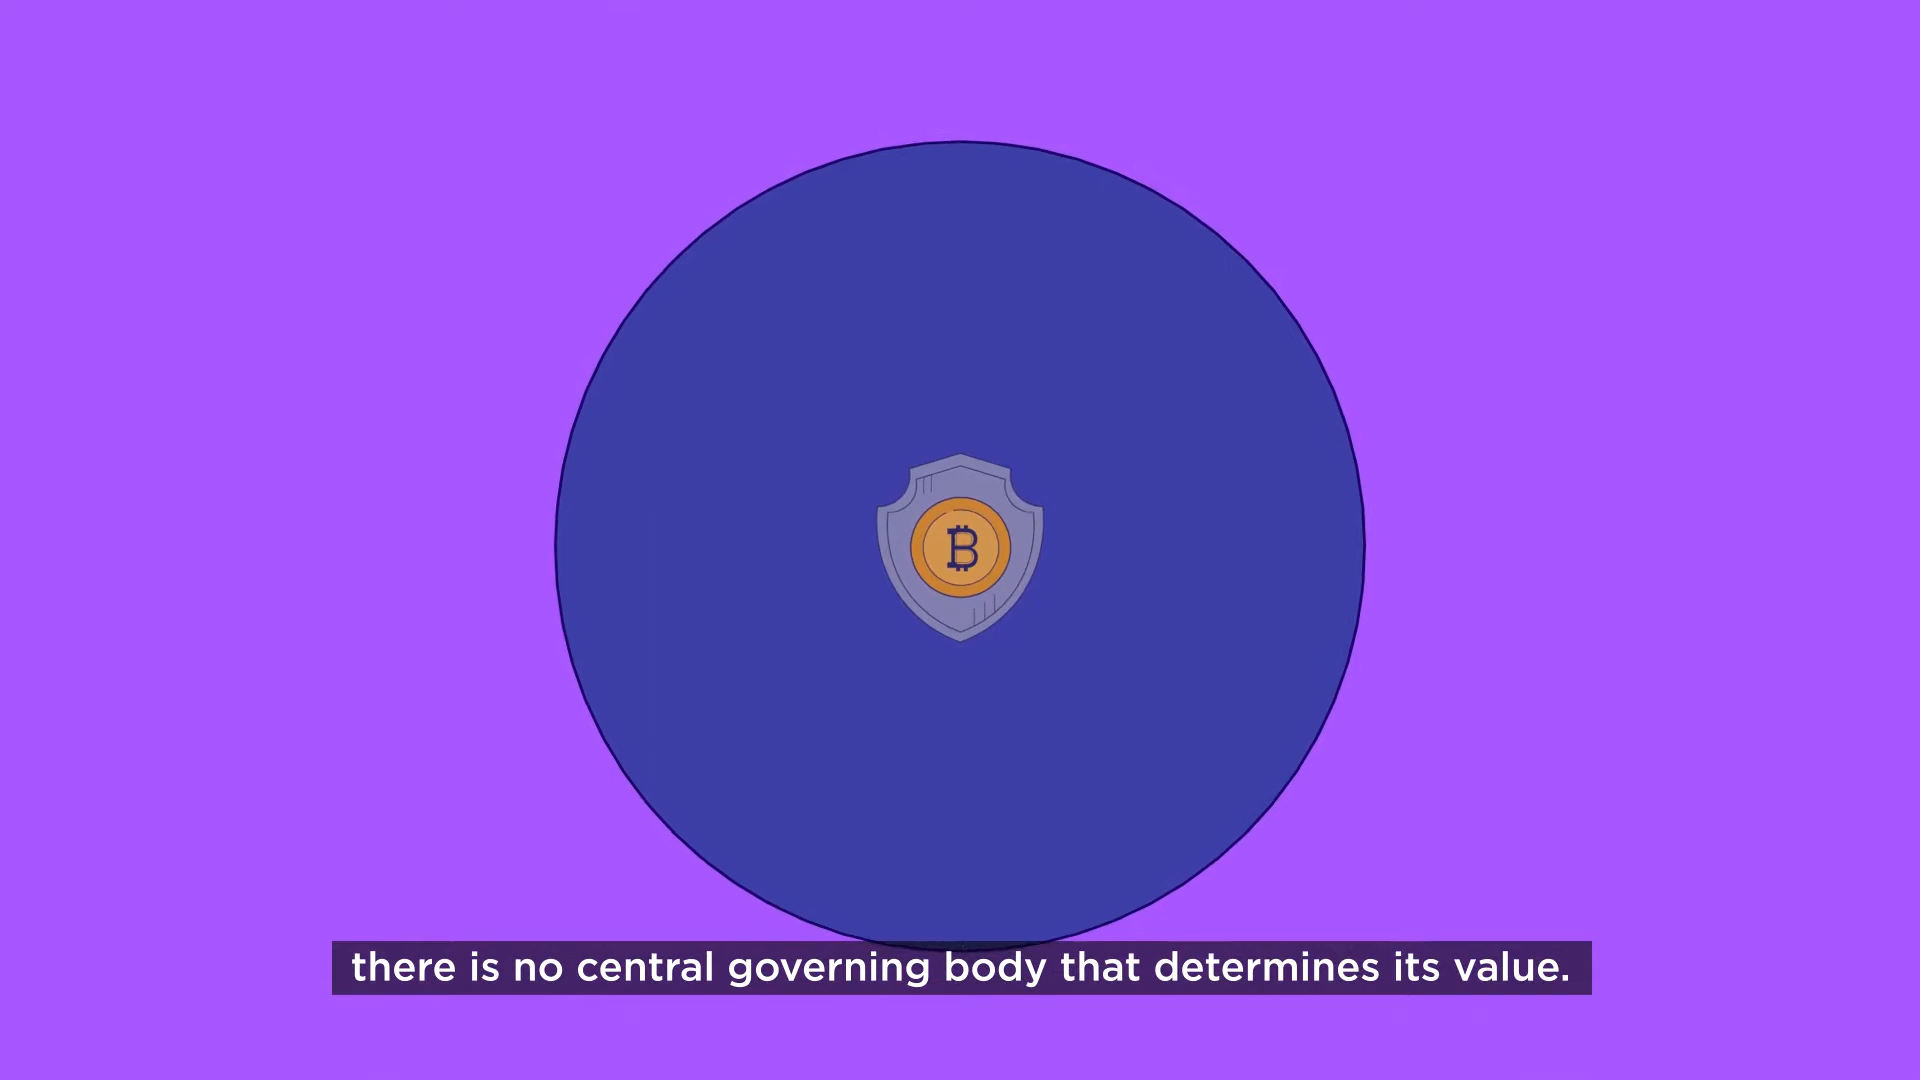 ₿
there is no central governing body that determines its value.